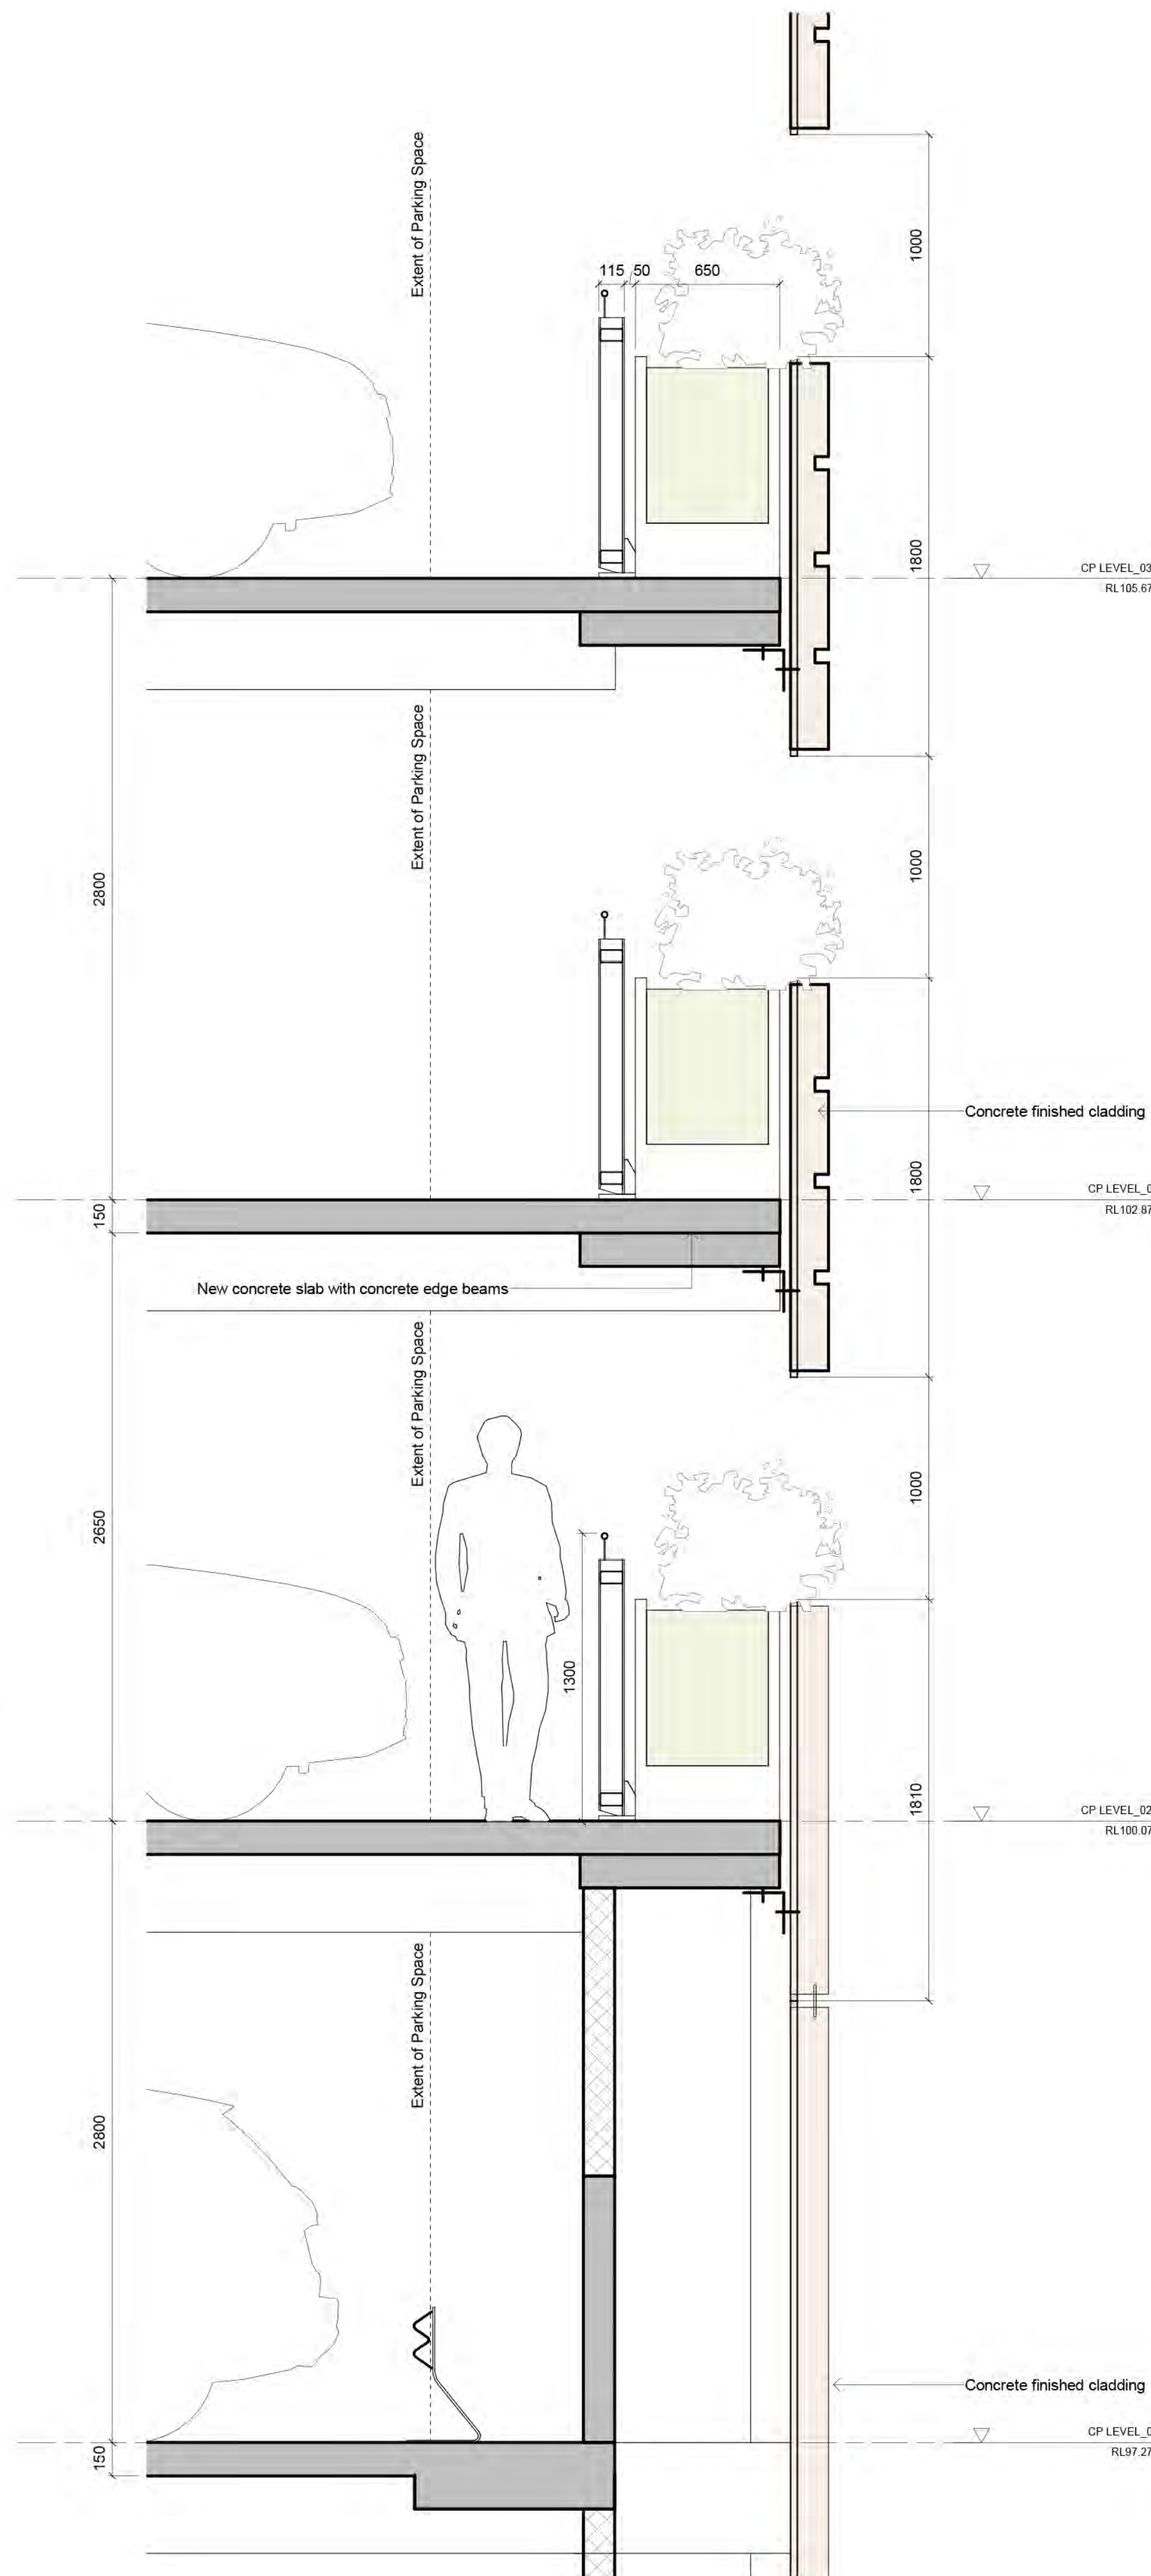 Extent of Parking Space
1000
115 50 650
1800
CP LEVEL_03
RL105.67
Extent of Parking Space
2800
1000
Concrete finished cladding
1800
CP LEVEL_0
RL102.87
150
New concrete slab with concrete edge beams
Extent of Parking Space
1000
2650
1300
1810
CP LEVEL_02
RL100.07
Extent of Parking Space
2800
Concrete finished cladding
CP LEVEL_0
RL97.27
150